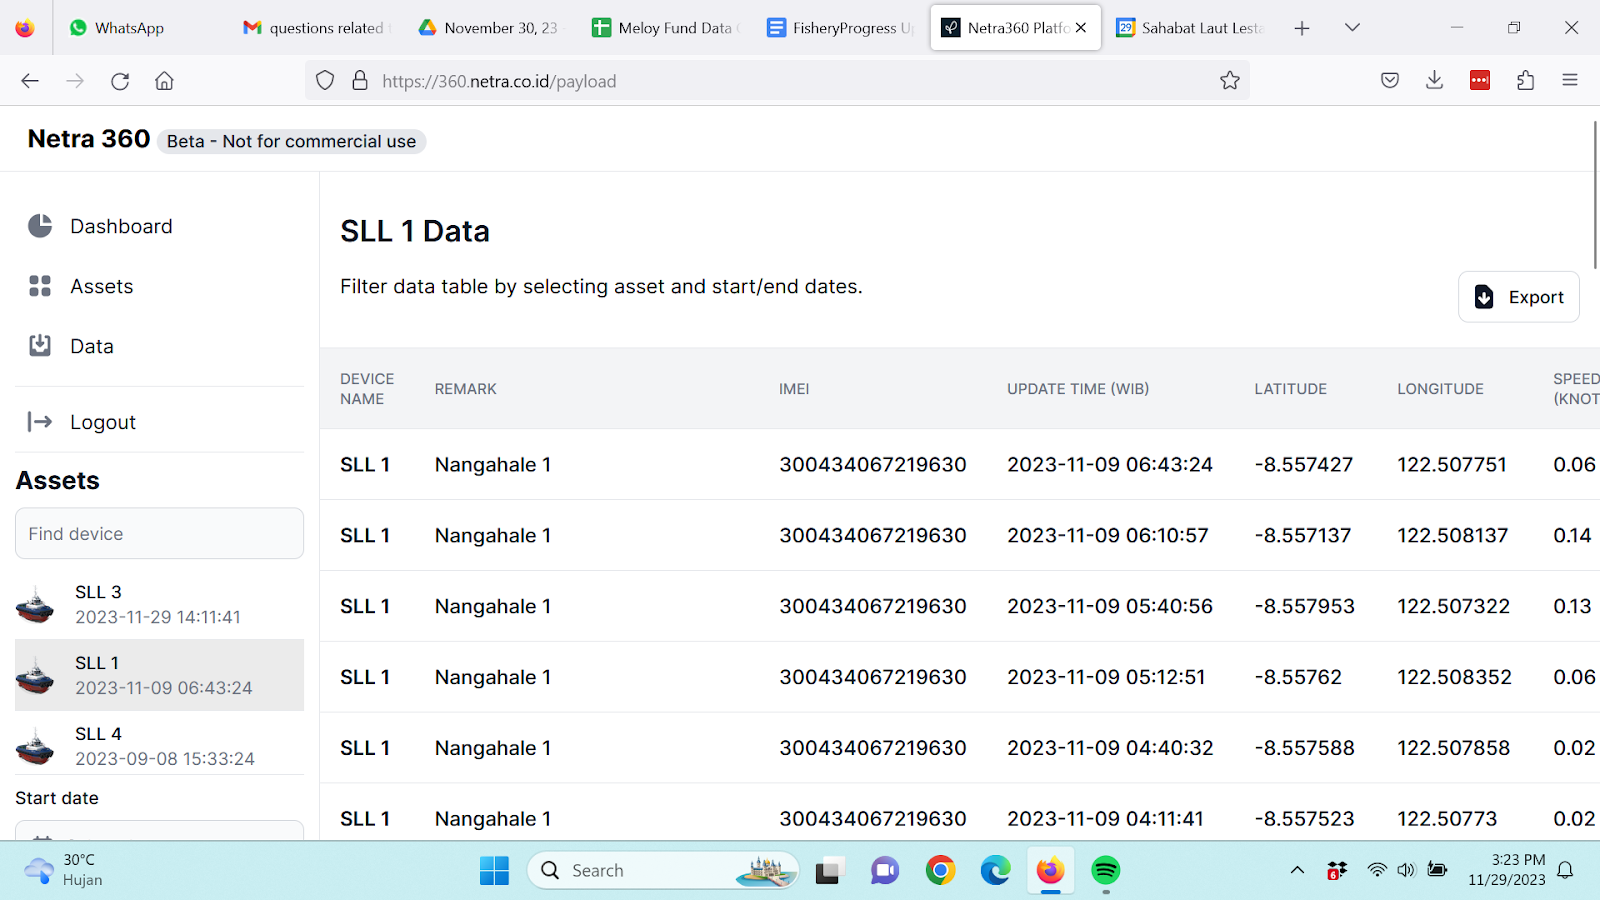 WhatsApp
questions related
November 30, 23
Meloy Fund Data
FisheryProgress
Netra360
Sahabat Laut
https://360.netra.co.id/payload
Netra 360
Beta - Not for commercial use
Dashboard
Assets
Data
Logout
Assets
Find device
SLL 3
2023-11-29 14:11:41
SLL 1
2023-11-09 06:43:24
SLL 4
2023-09-08 15:33:24
Start date
SLL 1 Data
Filter data table by selecting asset and start/end dates.
Export
DEVICE NAME REMARK IMEI UPDATE TIME (WIB) LATITUDE LONGITUDE SPEED (KNOT
SLL 1 Nangahale 1 300434067219630 2023-11-09 06:43:24 -8.557427 122.507751 0.06
SLL 1 Nangahale 1 300434067219630 2023-11-09 06:10:57 -8.557137 122.508137 0.14
SLL 1 Nangahale 1 300434067219630 2023-11-09 05:40:56 -8.557953 122.507322 0.13
SLL 1 Nangahale 1 300434067219630 2023-11-09 05:12:51 -8.55762 122.508352 0.06
SLL 1 Nangahale 1 300434067219630 2023-11-09 04:40:32 -8.557588 122.507858 0.02
SLL 1 Nangahale 1 300434067219630 2023-11-09 04:11:41 -8.557523 122.50773 0.02
30°C
Hujan
Search
6
3:23 PM
11/29/2023